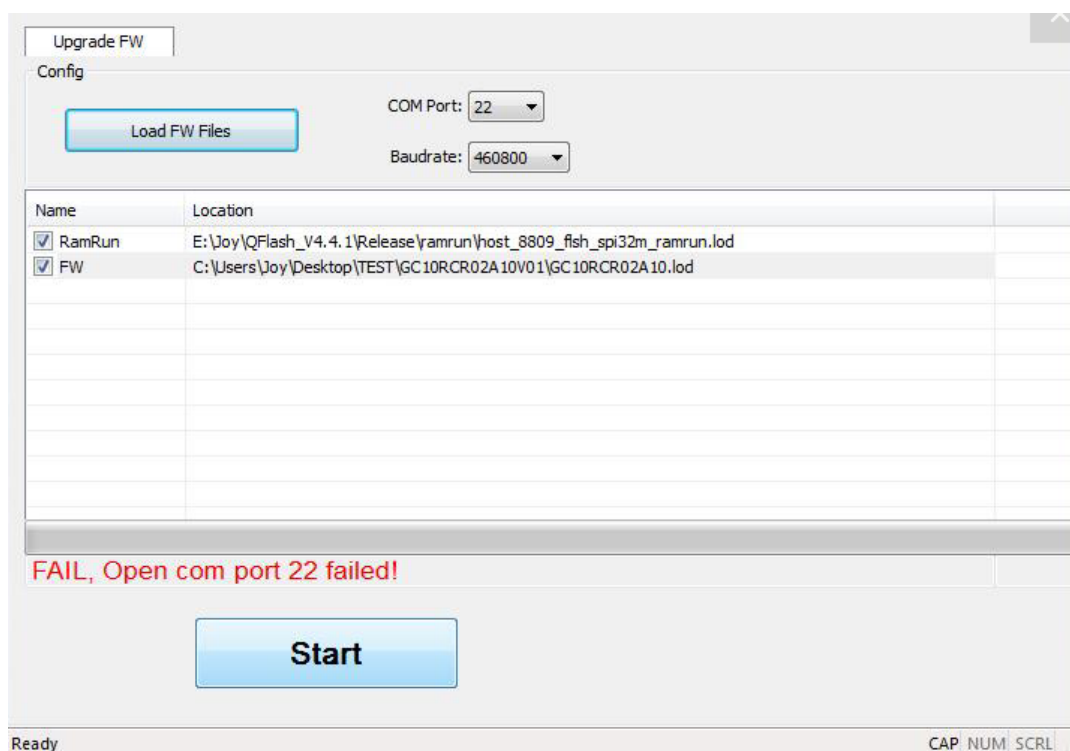 Upgrade FW
Config
Load FW Files
COM Port: 22
Baudrate: 460800
Name Location
RamRun E:\Joy\QFlash_V4.4.1\Release\ramrun\host_8809_flsh_spi32m_ramrun.lod
FW C:\Users\Joy\Desktop\TEST\GC10RCR02A10V01\GC10RCR02A10.lod
FAIL, Open com port 22 failed!
Start
Ready CAP NUM SCRL